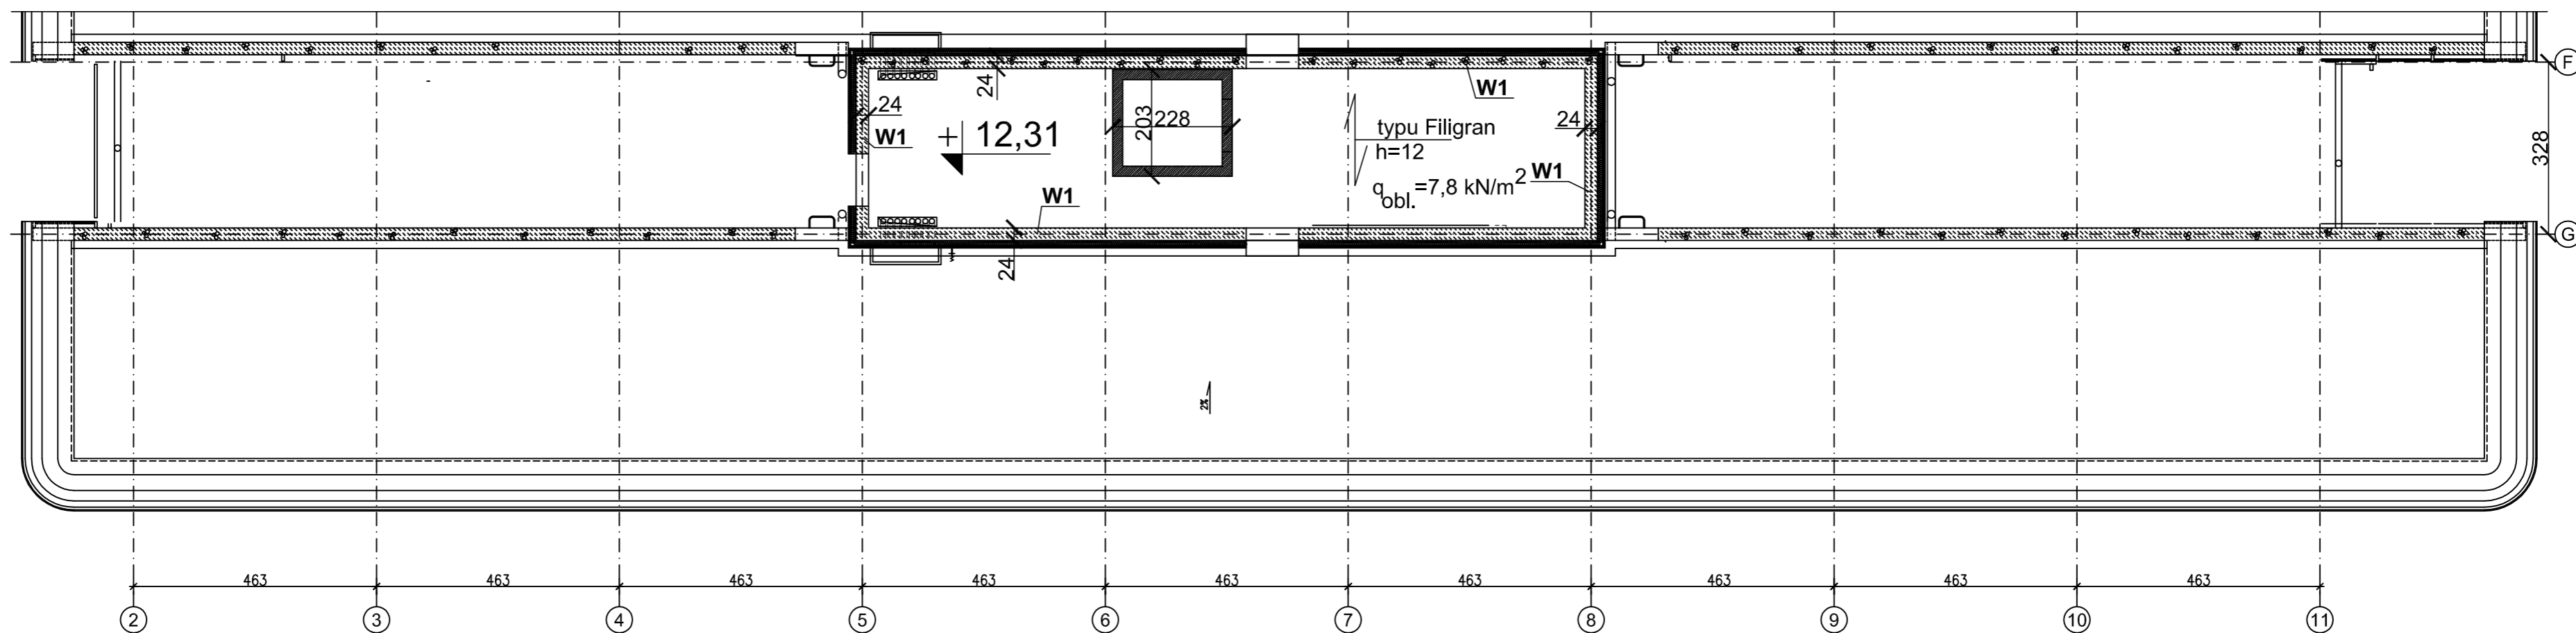 F
24
W1
203
228
24
W1
+ 12,31
typu Filigran
h=12
q obl. =7,8 kN/m2
24
W1
328
W1
24
G
2%
463 463 463 463 463 463 463 463 463
2 3 4 5 6 7 8 9 10 11